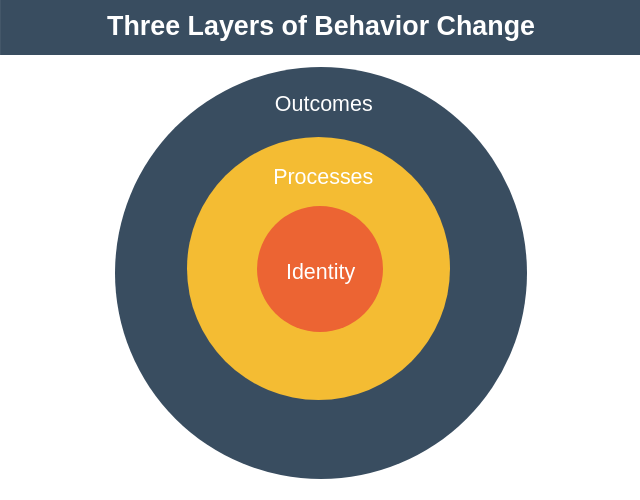 Three Layers of Behavior Change
Outcomes
Processes
Identity